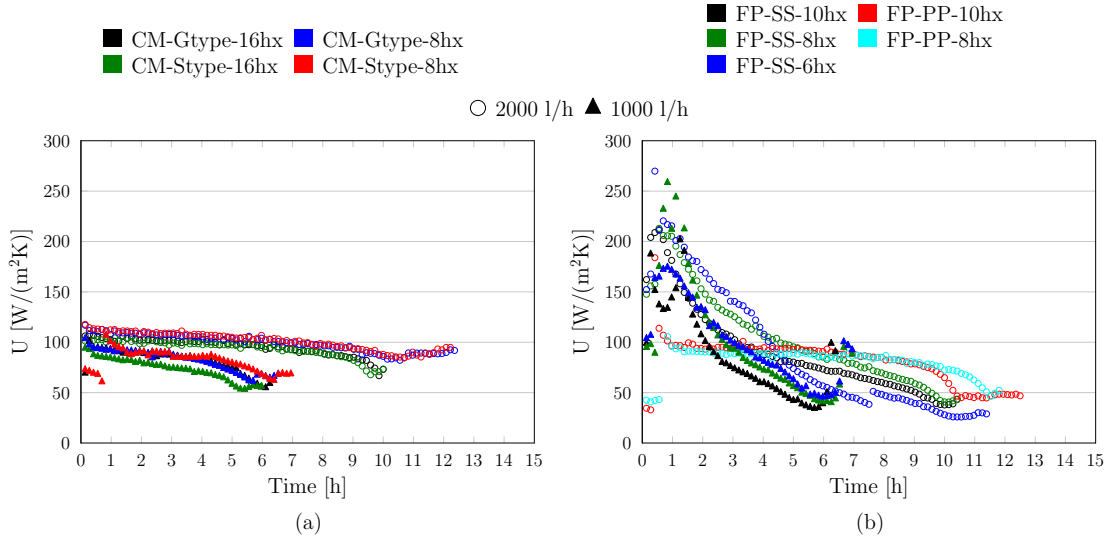 CM-Gtype-16hx CM-Gtype-8hx
CM-Stype-16hx CM-Stype-8hx
FP-SS-10hx FP-PP-10hx
FP-SS-8hx FP-PP-8hx
FP-SS-6hx
2000 l/h 1000 l/h
300
250
200
150
100
50
0
U [W/(m²K)]
0 1 2 3 4 5 6 7 8 9 10 11 12 13 14 15
Time [h]
(a)
300
250
200
150
100
50
0
U [W/(m²K)]
0 1 2 3 4 5 6 7 8 9 10 11 12 13 14 15
Time [h]
(b)